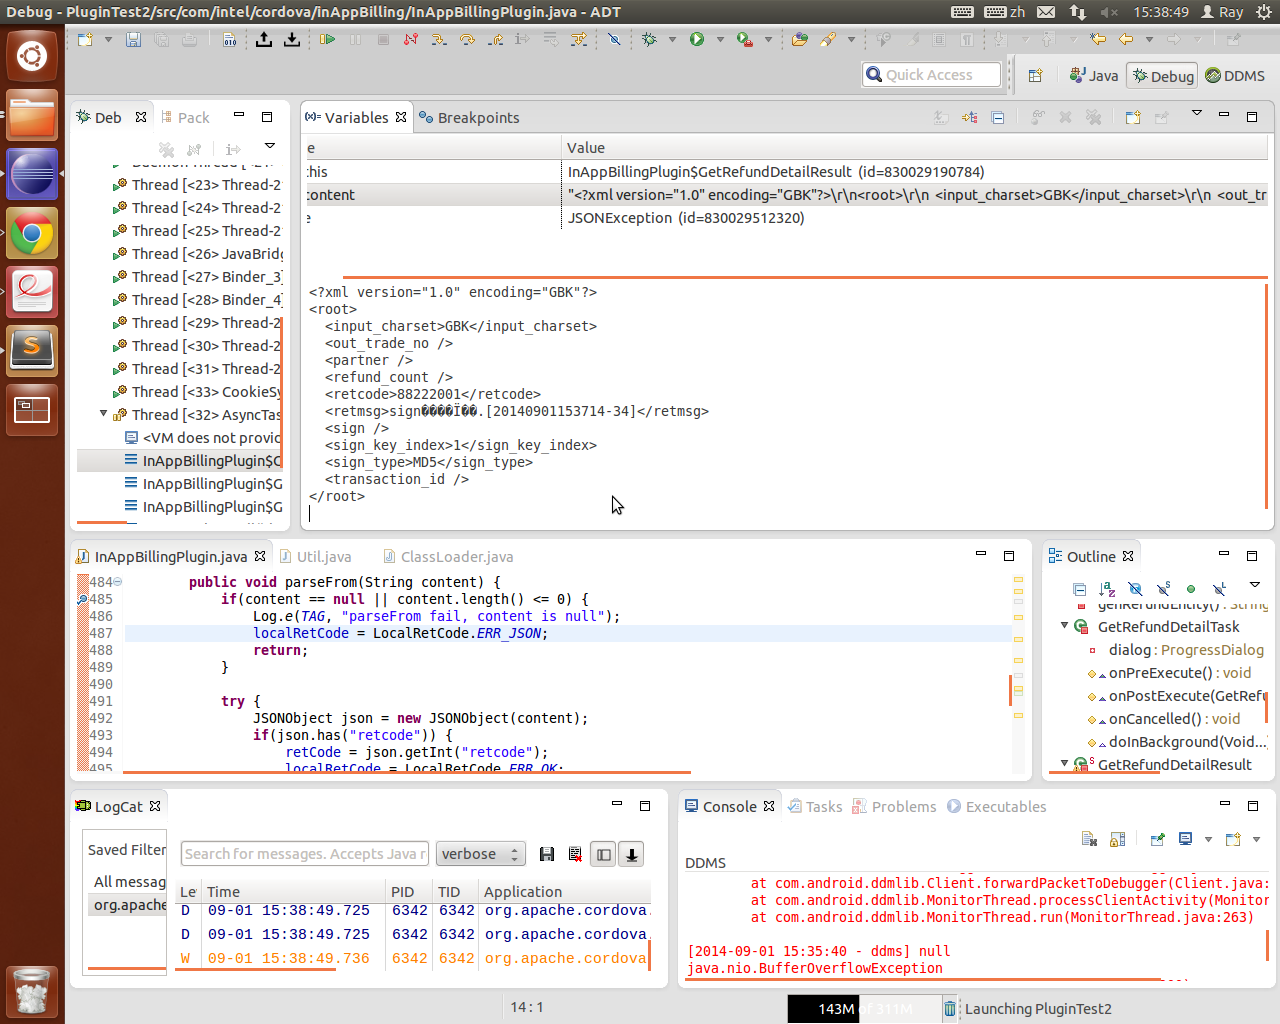 Debug - PluginTest2/src/com/intel/cordova/inAppBilling/InAppBillingPlugin.java - ADT
zh
15:38:49
Ray
Quick Access
Java
Debug
DDMS
Deb
Pack
Thread [<23> Thread-2
Thread [<24> Thread-2
Thread [<25> Thread-2
Thread [<26> JavaBridg
Thread [<27> Binder_3]
Thread [<28> Binder_4]
Thread [<29> Thread-2
Thread [<30> Thread-2
Thread [<31> Thread-2
Thread [<33> CookieSy
Thread [<32> AsyncTas
<VM does not provid
InAppBillingPlugin$G
InAppBillingPlugin$G
InAppBillingPlugin$G
(x)= Variables
Breakpoints
e
Value
this
InAppBillingPlugin$GetRefundDetailResult (id=830029190784)
content
"<?xml version="1.0" encoding="GBK"?>\r\n<root>\r\n <input_charset>GBK</input_charset>\r\n <out_tr
e
JSONException (id=830029512320)
<?xml version="1.0" encoding="GBK"?>
<root>
  <input_charset>GBK</input_charset>
  <out_trade_no />
  <partner />
  <refund_count />
  <retcode>88222001</retcode>
  <retmsg>sign����Ϊ��.[20140901153714-34]</retmsg>
  <sign />
  <sign_key_index>1</sign_key_index>
  <sign_type>MD5</sign_type>
  <transaction_id />
</root>
InAppBillingPlugin.java
Util.java
ClassLoader.java
484 public void parseFrom(String content) {
485 if(content == null || content.length() <= 0) {
486 Log.e(TAG, "parseFrom fail, content is null");
487 localRetCode = LocalRetCode.ERR_JSON;
488 return;
489 }
490
491 try {
492 JSONObject json = new JSONObject(content);
493 if(json.has("retcode")) {
494 retCode = json.getInt("retcode");
495 localRetCode = LocalRetCode.ERR_OK;
Outline
genRefundEntity() : String
GetRefundDetailTask
dialog : ProgressDialog
onPreExecute() : void
onPostExecute(GetRefu
onCancelled() : void
doInBackground(Void...
GetRefundDetailResult
LogCat
Saved Filter
All messag
org.apache
Search for messages. Accepts Java r
verbose
Le Time PID TID Application
D 09-01 15:38:49.725 6342 6342 org.apache.cordova.
D 09-01 15:38:49.725 6342 6342 org.apache.cordova.
W 09-01 15:38:49.736 6342 6342 org.apache.cordova
Console
Tasks
Problems
Executables
DDMS
at com.android.ddmlib.Client.forwardPacketToDebugger(Client.java:
at com.android.ddmlib.MonitorThread.processClientActivity(Monitor
at com.android.ddmlib.MonitorThread.run(MonitorThread.java:263)
[2014-09-01 15:35:40 - ddms] null
java.nio.BufferOverflowException
14 : 1
143M of 311M
Launching PluginTest2